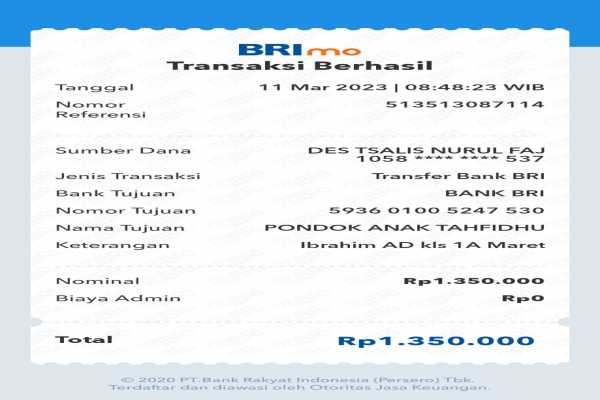 BRImo
Transaksi Berhasil
Tanggal 11 Mar 2023 | 08:48:23 WIB
Nomor Referensi 513513087114
Sumber Dana DES TSALIS NURUL FAJ
1058 **** **** 537
Jenis Transaksi Transfer Bank BRI
Bank Tujuan BANK BRI
Nomor Tujuan 5936 0100 5247 530
Nama Tujuan PONDOK ANAK TAHFIDHU
Keterangan Ibrahim AD kls 1A Maret
Nominal Rp1.350.000
Biaya Admin Rp0
Total Rp1.350.000
© 2020 PT.Bank Rakyat Indonesia (Persero) Tbk.
Terdaftar dan diawasi oleh Otoritas Jasa Keuangan.